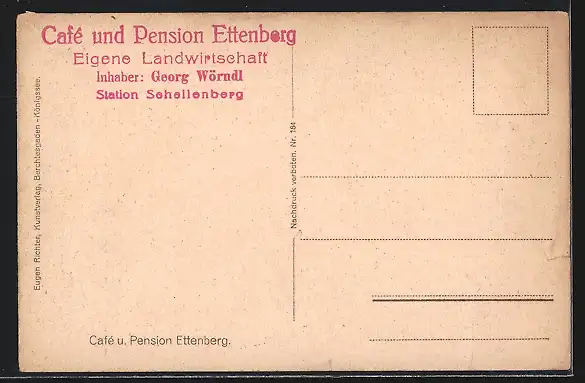 Café und Pension Ettenberg
Eigene Landwirtschaft
Inhaber: Georg Wörndl
Station Schellenberg
Eugen Richter, Kunstverlag, Berchtesgaden-Königssee.
Nachdruck verboten. Nr. 184
Café u. Pension Ettenberg.